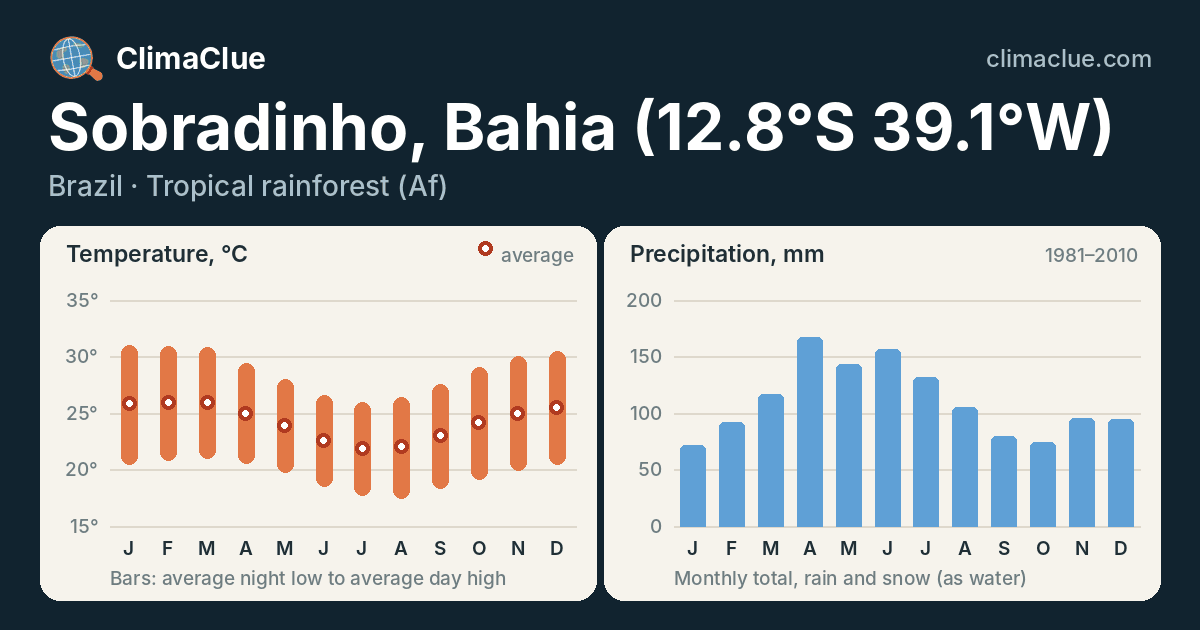 ClimaClue
climaclue.com
Sobradinho, Bahia (12.8°S 39.1°W)
Brazil · Tropical rainforest (Af)
Temperature, °C
average
35°
30°
25°
20°
15°
J F M A M J J A S O N D
Bars: average night low to average day high
Precipitation, mm
1981–2010
200
150
100
50
0
J F M A M J J A S O N D
Monthly total, rain and snow (as water)